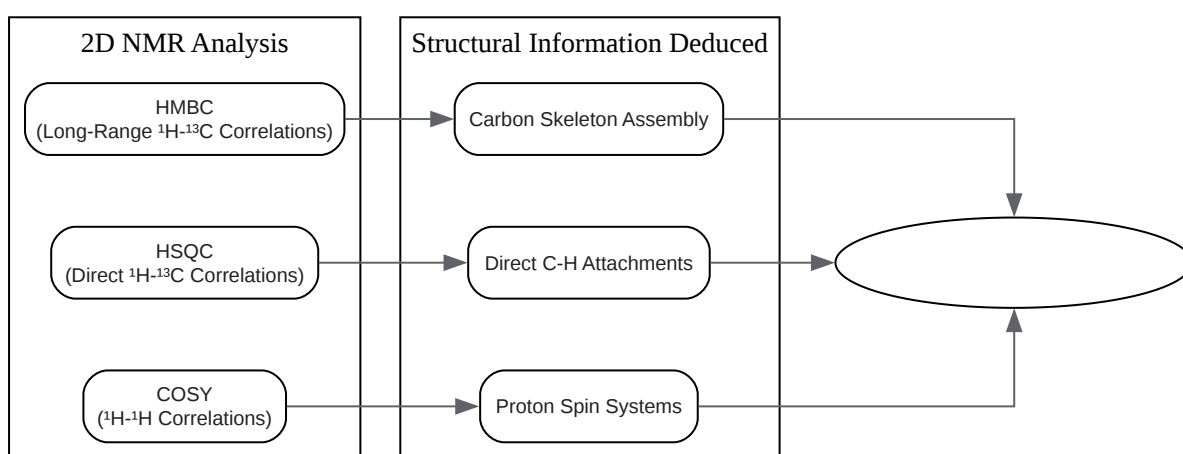 2D NMR Analysis
Structural Information Deduced
HMBC
(Long-Range ¹H-¹³C Correlations)
Carbon Skeleton Assembly
HSQC
(Direct ¹H-¹³C Correlations)
Direct C-H Attachments
COSY
(¹H-¹H Correlations)
Proton Spin Systems